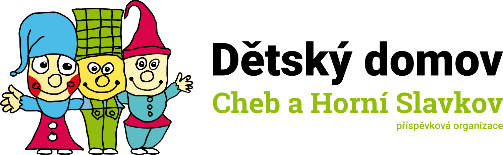 Dětský domov
Cheb a Horní Slavkov
příspěvková organizace